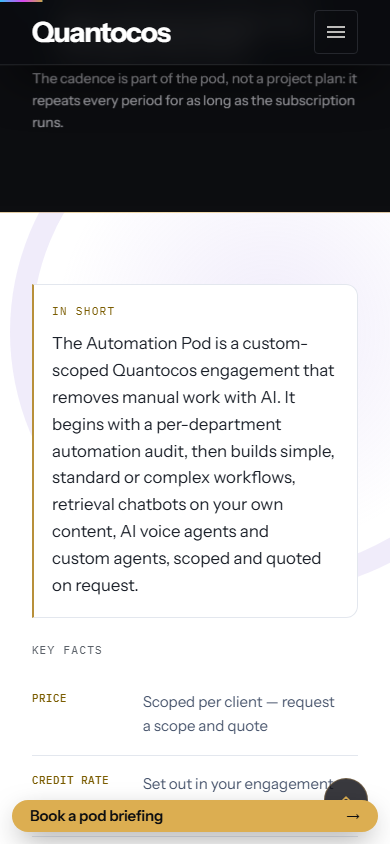 Quantocos
The cadence is part of the pod, not a project plan: it
repeats every period for as long as the subscription
runs.
IN SHORT
The Automation Pod is a custom-
scoped Quantocos engagement that
removes manual work with AI. It
begins with a per-department
automation audit, then builds simple,
standard or complex workflows,
retrieval chatbots on your own
content, AI voice agents and
custom agents, scoped and quoted
on request.
KEY FACTS
PRICE
Scoped per client — request
a scope and quote
CREDIT RATE
Set out in your engagement
Book a pod briefing →